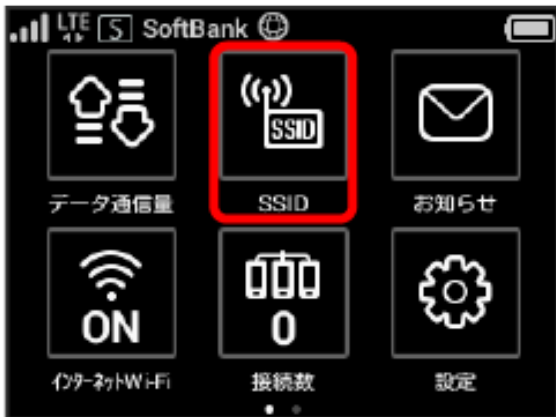 LTE S SoftBank
SSID
データ通信量 SSID お知らせ
ON 0
インターネットWi-Fi 接続数 設定